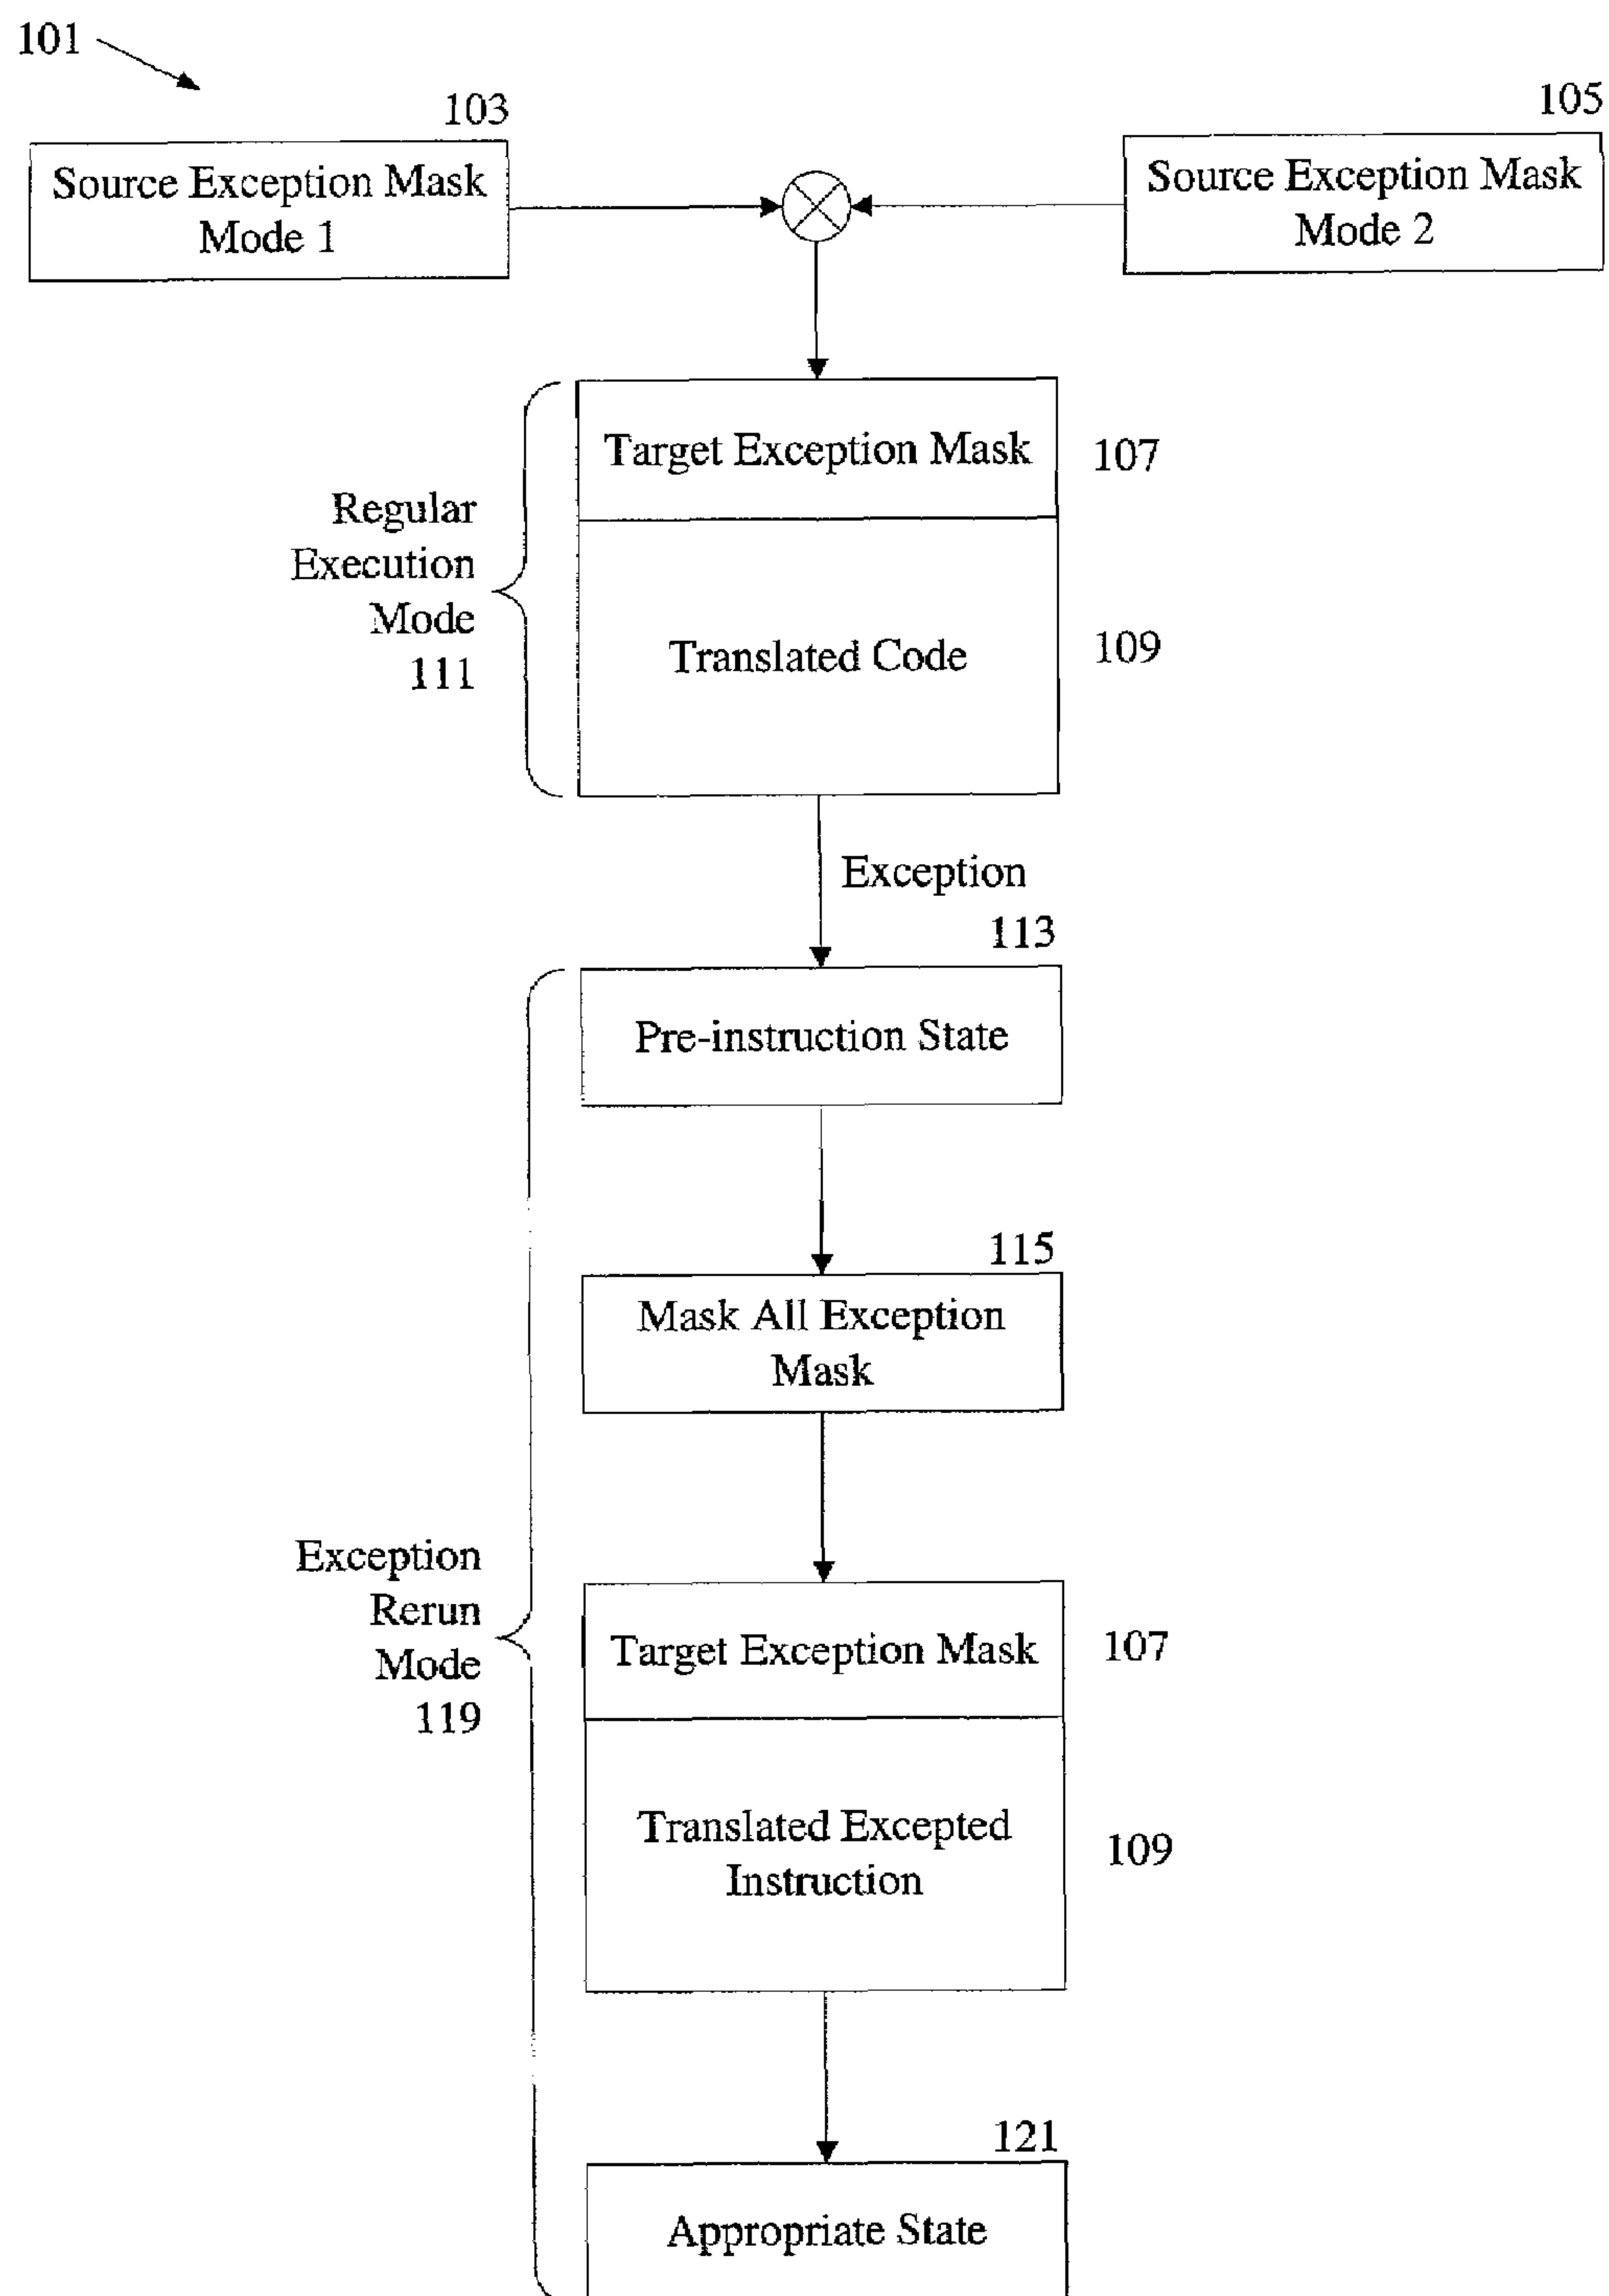 101
103
Source Exception Mask
Mode 1
105
Source Exception Mask
Mode 2
Target Exception Mask
107
Regular
Execution
Mode
111
Translated Code
109
Exception
113
Pre-instruction State
115
Mask All Exception
Mask
Exception
Rerun
Mode
119
Target Exception Mask
107
Translated Excepted
Instruction
109
121
Appropriate State